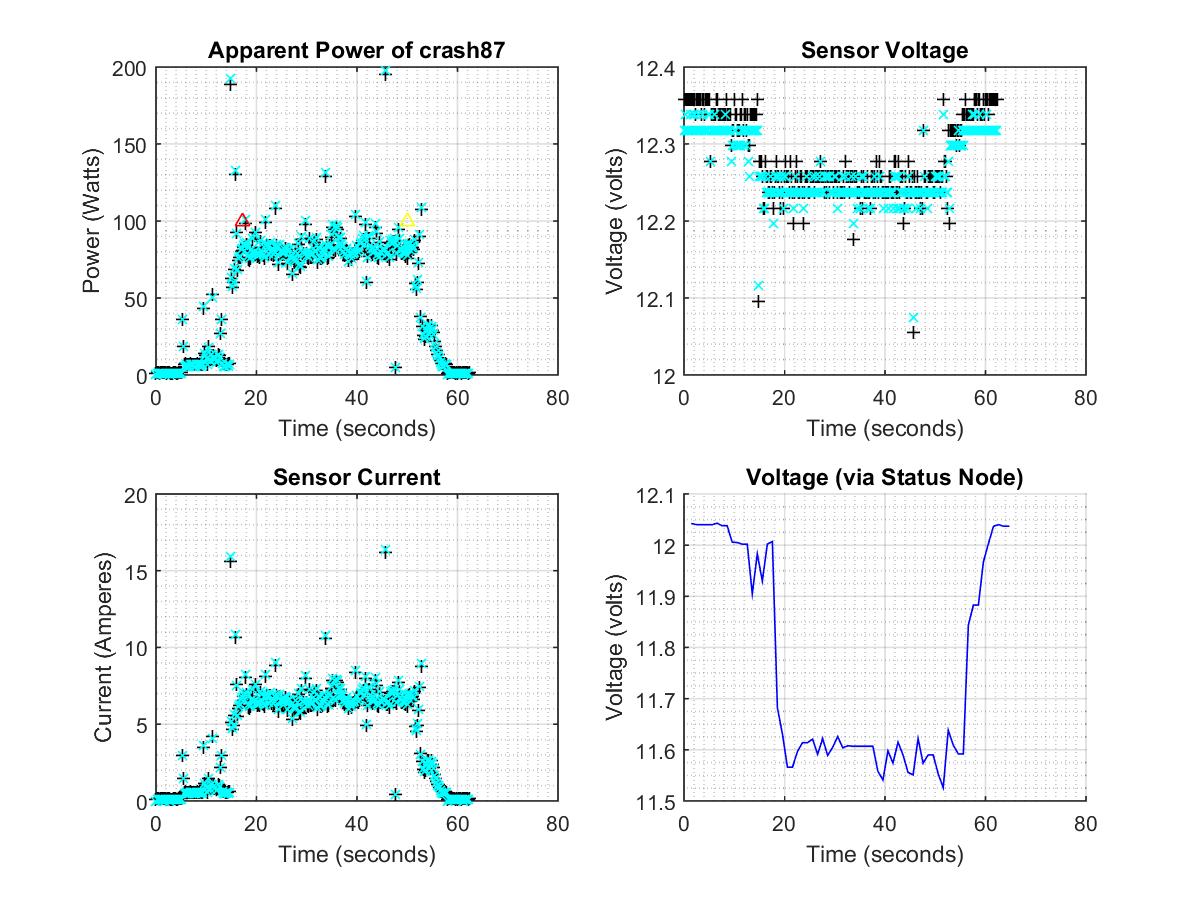 Apparent Power of crash87
200
150
100
50
0
Power (Watts)
0 20 40 60 80
Time (seconds)
Sensor Voltage
12.4
12.3
12.2
12.1
12
Voltage (volts)
0 20 40 60 80
Time (seconds)
Sensor Current
20
15
10
5
0
Current (Amperes)
0 20 40 60 80
Time (seconds)
Voltage (via Status Node)
12.1
12
11.9
11.8
11.7
11.6
11.5
Voltage (volts)
0 20 40 60 80
Time (seconds)